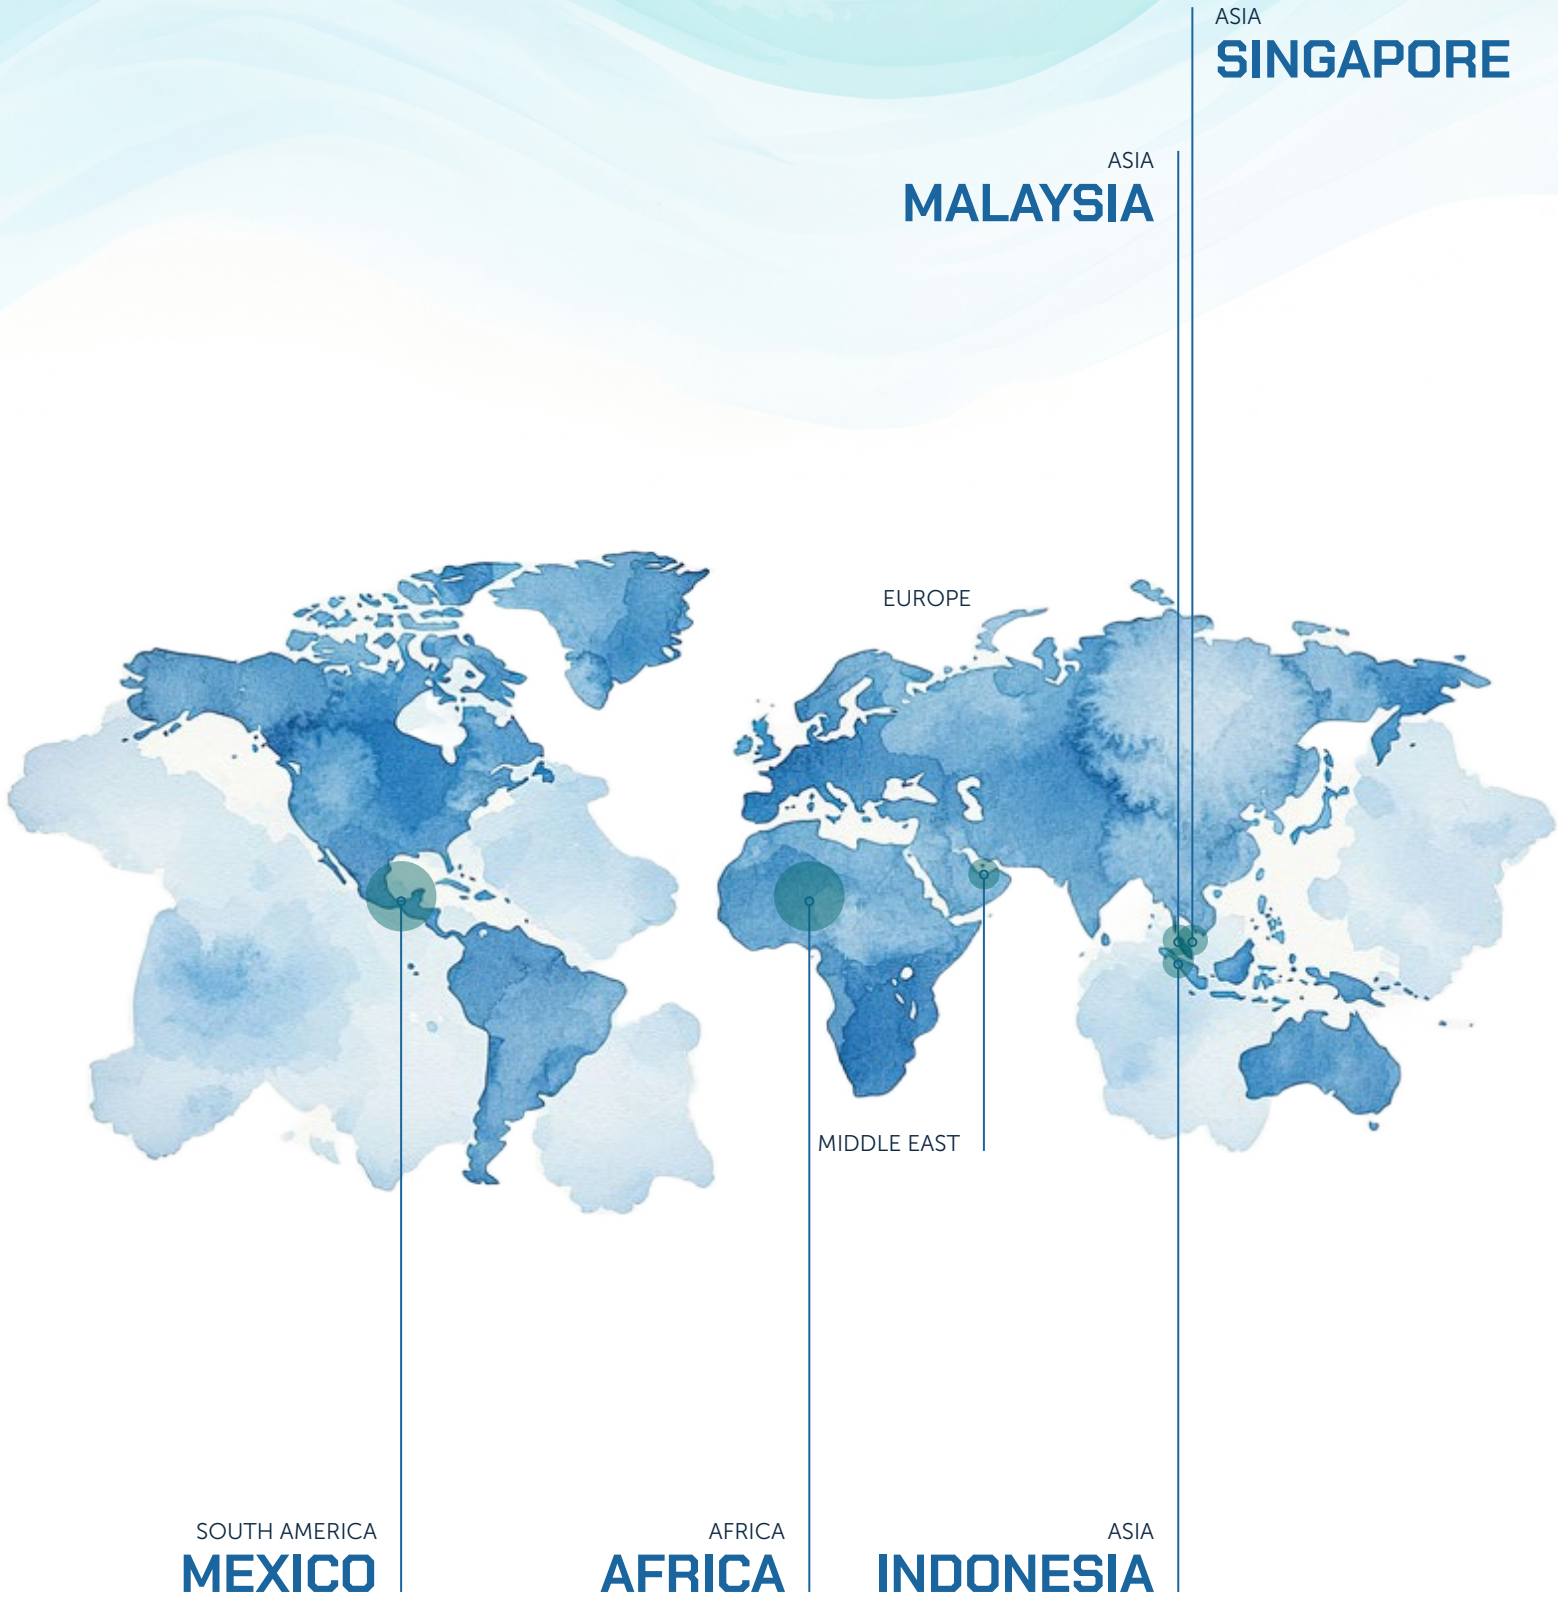 ASIA
SINGAPORE
ASIA
MALAYSIA
EUROPE
MIDDLE EAST
SOUTH AMERICA
MEXICO
AFRICA
AFRICA
ASIA
INDONESIA